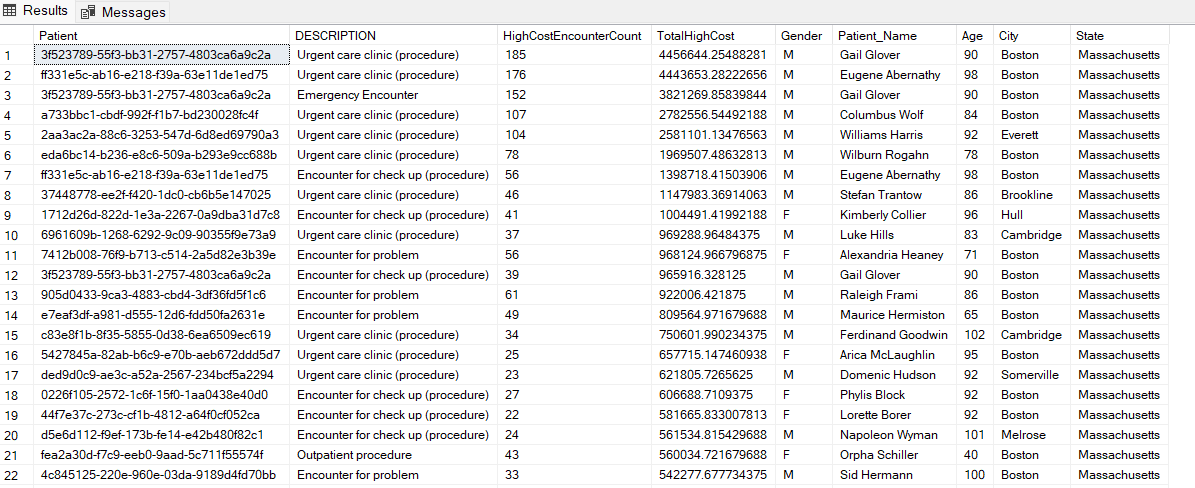 Results Messages
Patient DESCRIPTION HighCostEncounterCount TotalHighCost Gender Patient_Name Age City State
1 3f523789-55f3-bb31-2757-4803ca6a9c2a Urgent care clinic (procedure) 185 4456644.25488281 M Gail Glover 90 Boston Massachusetts
2 ff331e5c-ab16-e218-f39a-63e11de1ed75 Urgent care clinic (procedure) 176 4443653.28222656 M Eugene Abernathy 98 Boston Massachusetts
3 3f523789-55f3-bb31-2757-4803ca6a9c2a Emergency Encounter 152 3821269.85839844 M Gail Glover 90 Boston Massachusetts
4 a733bbc1-cbdf-992f-f1b7-bd230028fc4f Urgent care clinic (procedure) 107 2782556.54492188 M Columbus Wolf 84 Boston Massachusetts
5 2aa3ac2a-88c6-3253-547d-6d8ed69790a3 Urgent care clinic (procedure) 104 2581101.13476563 M Williams Harris 92 Everett Massachusetts
6 eda6bc14-b236-e8c6-509a-b293e9cc688b Urgent care clinic (procedure) 78 1969507.48632813 M Wilburn Rogahn 78 Boston Massachusetts
7 ff331e5c-ab16-e218-f39a-63e11de1ed75 Encounter for check up (procedure) 56 1398718.41503906 M Eugene Abernathy 98 Boston Massachusetts
8 37448778-ee2f-f420-1dc0-cb6b5e147025 Urgent care clinic (procedure) 46 1147983.36914063 M Stefan Trantow 86 Brookline Massachusetts
9 1712d26d-822d-1e3a-2267-0a9dba31d7c8 Encounter for check up (procedure) 41 1004491.41992188 F Kimberly Collier 96 Hull Massachusetts
10 6961609b-1268-6292-9c09-90355f9e73a9 Urgent care clinic (procedure) 37 969288.96484375 M Luke Hills 83 Cambridge Massachusetts
11 7412b008-76f9-b713-c514-2a5d82e3b39e Encounter for problem 56 968124.966796875 F Alexandria Heaney 71 Boston Massachusetts
12 3f523789-55f3-bb31-2757-4803ca6a9c2a Encounter for check up (procedure) 39 965916.328125 M Gail Glover 90 Boston Massachusetts
13 905d0433-9ca3-4883-cbd4-3df36fd5f1c6 Encounter for problem 61 922006.421875 M Raleigh Frami 86 Boston Massachusetts
14 e7eaf3df-a981-d555-12d6-fdd50fa2631e Encounter for problem 49 809564.971679688 M Maurice Hermiston 65 Boston Massachusetts
15 c83e8f1b-8f35-5855-0d38-6ea6509ec619 Urgent care clinic (procedure) 34 750601.990234375 M Ferdinand Goodwin 102 Cambridge Massachusetts
16 5427845a-82ab-b6c9-e70b-aeb672ddd5d7 Urgent care clinic (procedure) 25 657715.147460938 F Arica McLaughlin 95 Boston Massachusetts
17 ded9d0c9-ae3c-a52a-2567-234bcf5a2294 Urgent care clinic (procedure) 23 621805.7265625 M Domenic Hudson 92 Somerville Massachusetts
18 0226f105-2572-1c6f-15f0-1aa0438e40d0 Encounter for check up (procedure) 27 606688.7109375 F Phylis Block 92 Boston Massachusetts
19 44f7e37c-273c-cf1b-4812-a64f0cf052ca Encounter for check up (procedure) 22 581665.833007813 F Lorette Borer 92 Boston Massachusetts
20 d5e6d112-f9ef-173b-fe14-e42b480f82c1 Encounter for check up (procedure) 24 561534.815429688 M Napoleon Wyman 101 Melrose Massachusetts
21 fea2a30d-f7c9-eeb0-9aad-5c711f55574f Outpatient procedure 43 560034.721679688 F Orpha Schiller 40 Boston Massachusetts
22 4c845125-220e-960e-03da-9189d4fd70bb Encounter for problem 33 542277.677734375 M Sid Hermann 100 Boston Massachusetts